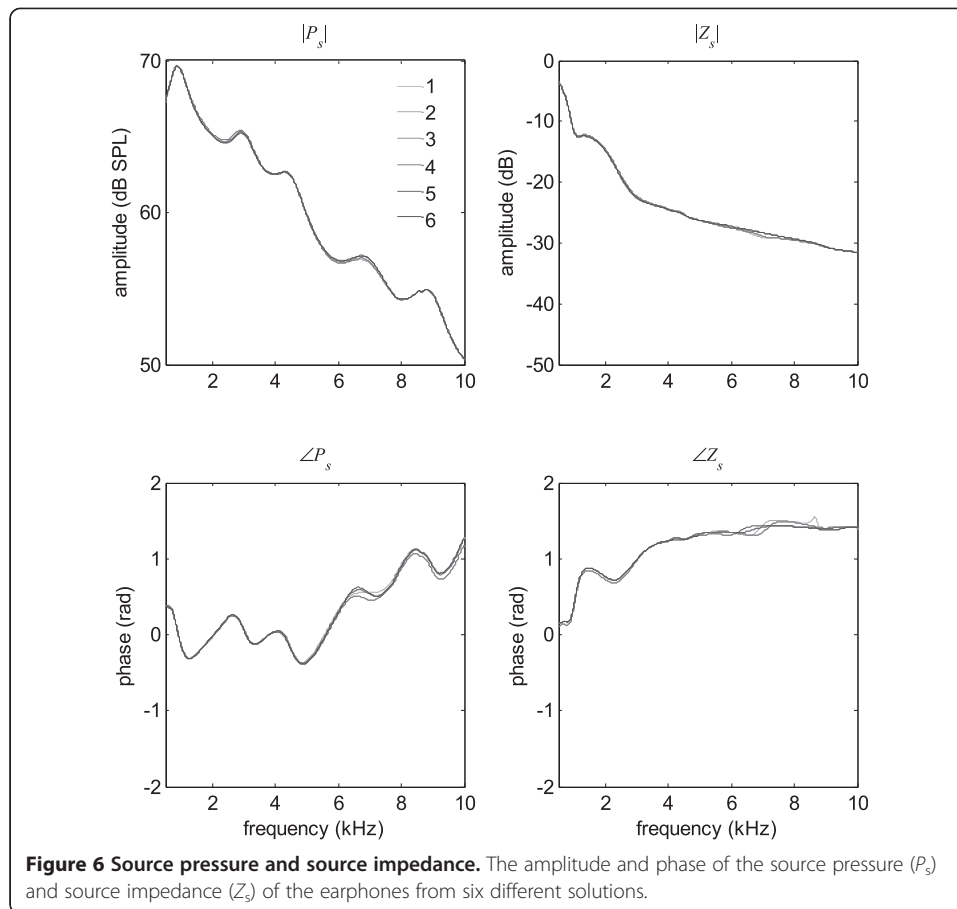 |Pₛ|
70
60
50
amplitude (dB SPL)
1
2
3
4
5
6
2 4 6 8 10
|Zₛ|
0
-10
-20
-30
-40
-50
amplitude (dB)
2 4 6 8 10
∠Pₛ
2
1
0
-1
-2
phase (rad)
2 4 6 8 10
frequency (kHz)
∠Zₛ
2
1
0
-1
-2
phase (rad)
2 4 6 8 10
frequency (kHz)
Figure 6 Source pressure and source impedance. The amplitude and phase of the source pressure (Pₛ)
and source impedance (Zₛ) of the earphones from six different solutions.